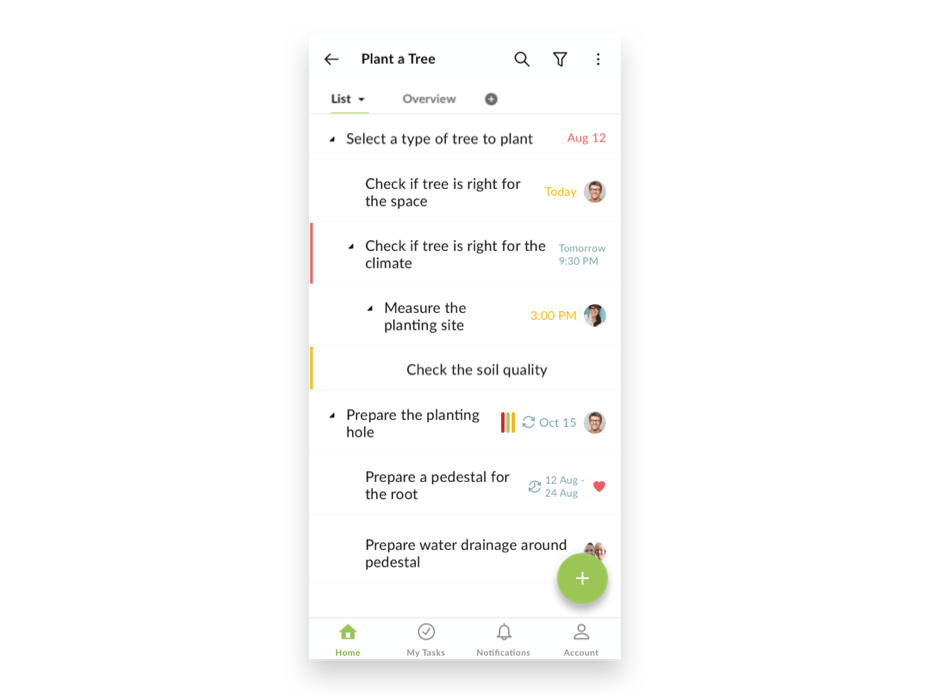 Plant a Tree
List
Overview
Select a type of tree to plant
Aug 12
Check if tree is right for
the space
Today
Check if tree is right for the
climate
Tomorrow
9:30 PM
Measure the
planting site
3:00 PM
Check the soil quality
Prepare the planting
hole
Oct 15
Prepare a pedestal for
the root
12 Aug -
24 Aug
Prepare water drainage around
pedestal
Home
My Tasks
Notifications
Account